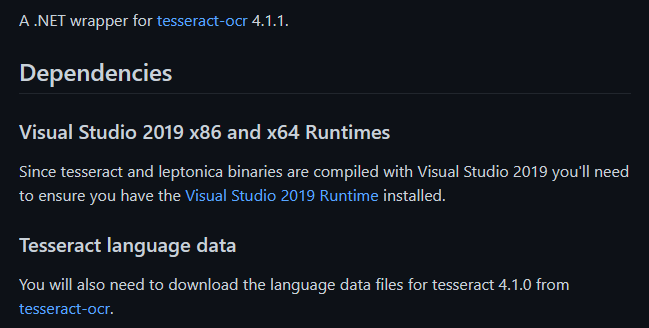 A .NET wrapper for tesseract-ocr 4.1.1.
Dependencies
Visual Studio 2019 x86 and x64 Runtimes
Since tesseract and leptonica binaries are compiled with Visual Studio 2019 you'll need
to ensure you have the Visual Studio 2019 Runtime installed.
Tesseract language data
You will also need to download the language data files for tesseract 4.1.0 from
tesseract-ocr.